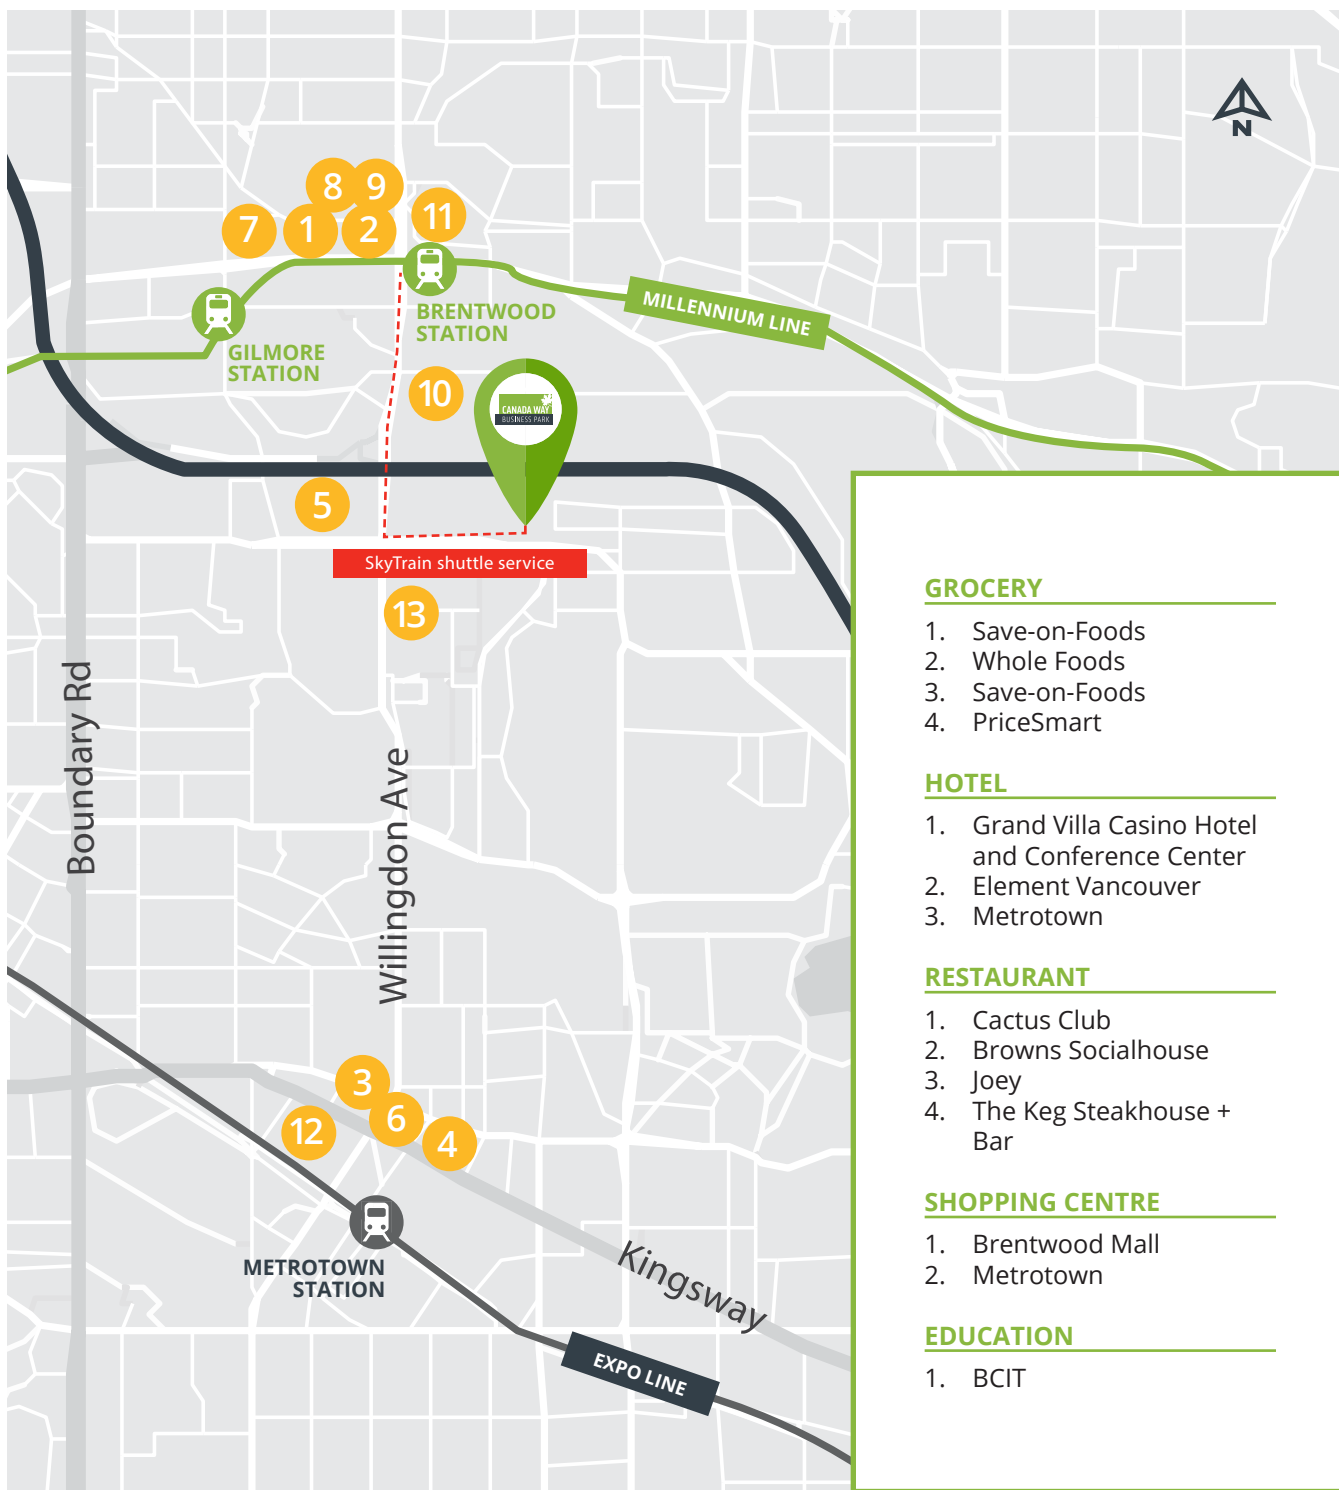 N
8
9
11
7
1
2
BRENTWOOD
STATION
MILLENNIUM LINE
GILMORE
STATION
10
CANADA WAY
BUSINESS PARK
5
SkyTrain shuttle service
13
Boundary Rd
Willingdon Ave
3
6
12
4
METROTOWN
STATION
Kingsway
EXPO LINE
GROCERY
1. Save-on-Foods
2. Whole Foods
3. Save-on-Foods
4. PriceSmart
HOTEL
1. Grand Villa Casino Hotel
and Conference Center
2. Element Vancouver
3. Metrotown
RESTAURANT
1. Cactus Club
2. Browns Socialhouse
3. Joey
4. The Keg Steakhouse +
Bar
SHOPPING CENTRE
1. Brentwood Mall
2. Metrotown
EDUCATION
1. BCIT